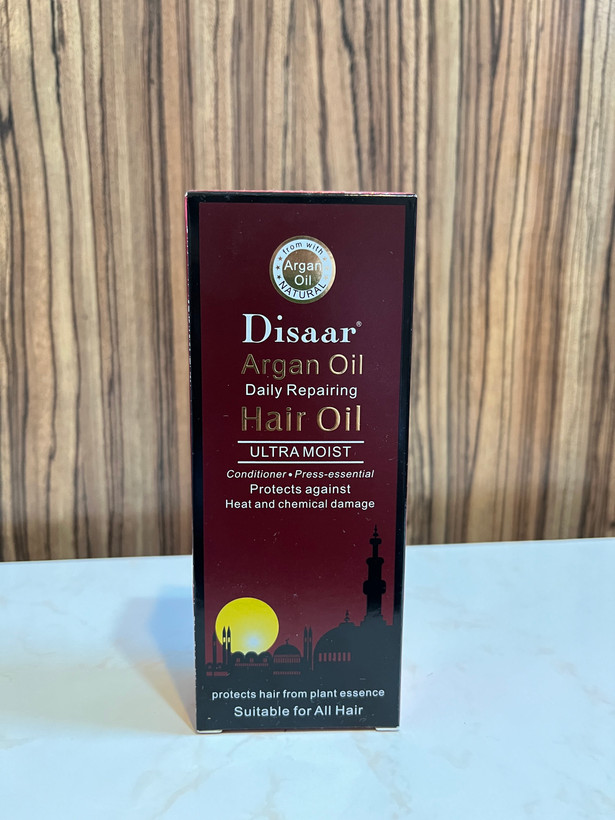 from with
Argan
Oil
NATURAL
Disaar®
Argan Oil
Daily Repairing
Hair Oil
ULTRA MOIST
Conditioner • Press-essential
Protects against
Heat and chemical damage
protects hair from plant essence
Suitable for All Hair